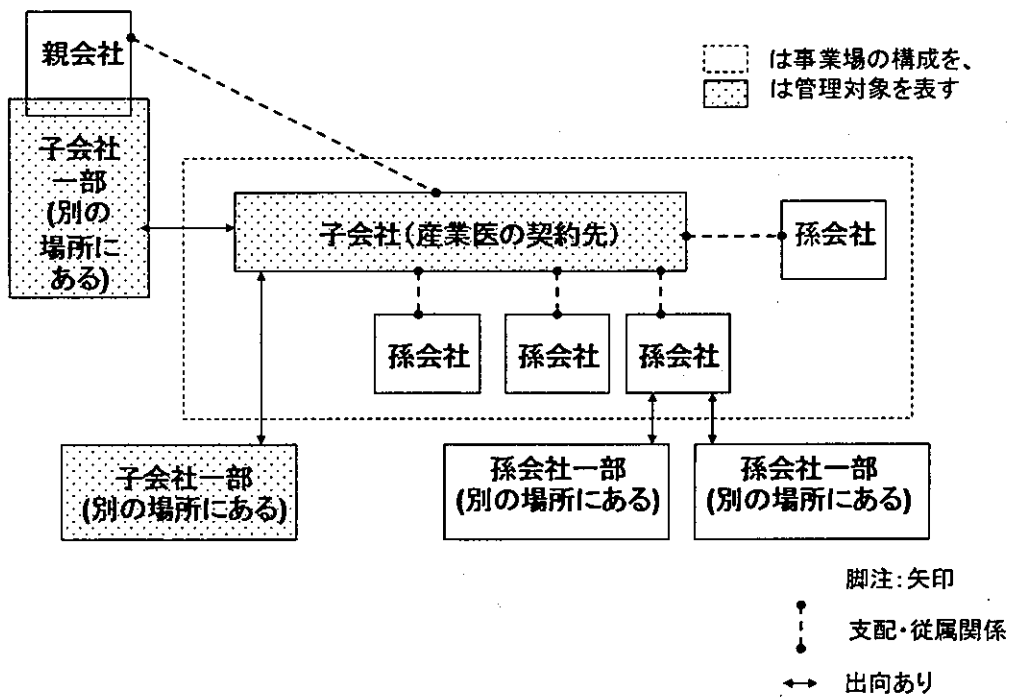 親会社
は事業場の構成を、
は管理対象を表す
子会社
一部
(別の
場所に
ある)
子会社(産業医の契約先)
孫会社
孫会社
孫会社
孫会社
子会社一部
(別の場所にある)
孫会社一部
(別の場所にある)
孫会社一部
(別の場所にある)
脚注:矢印
支配・従属関係
出向あり